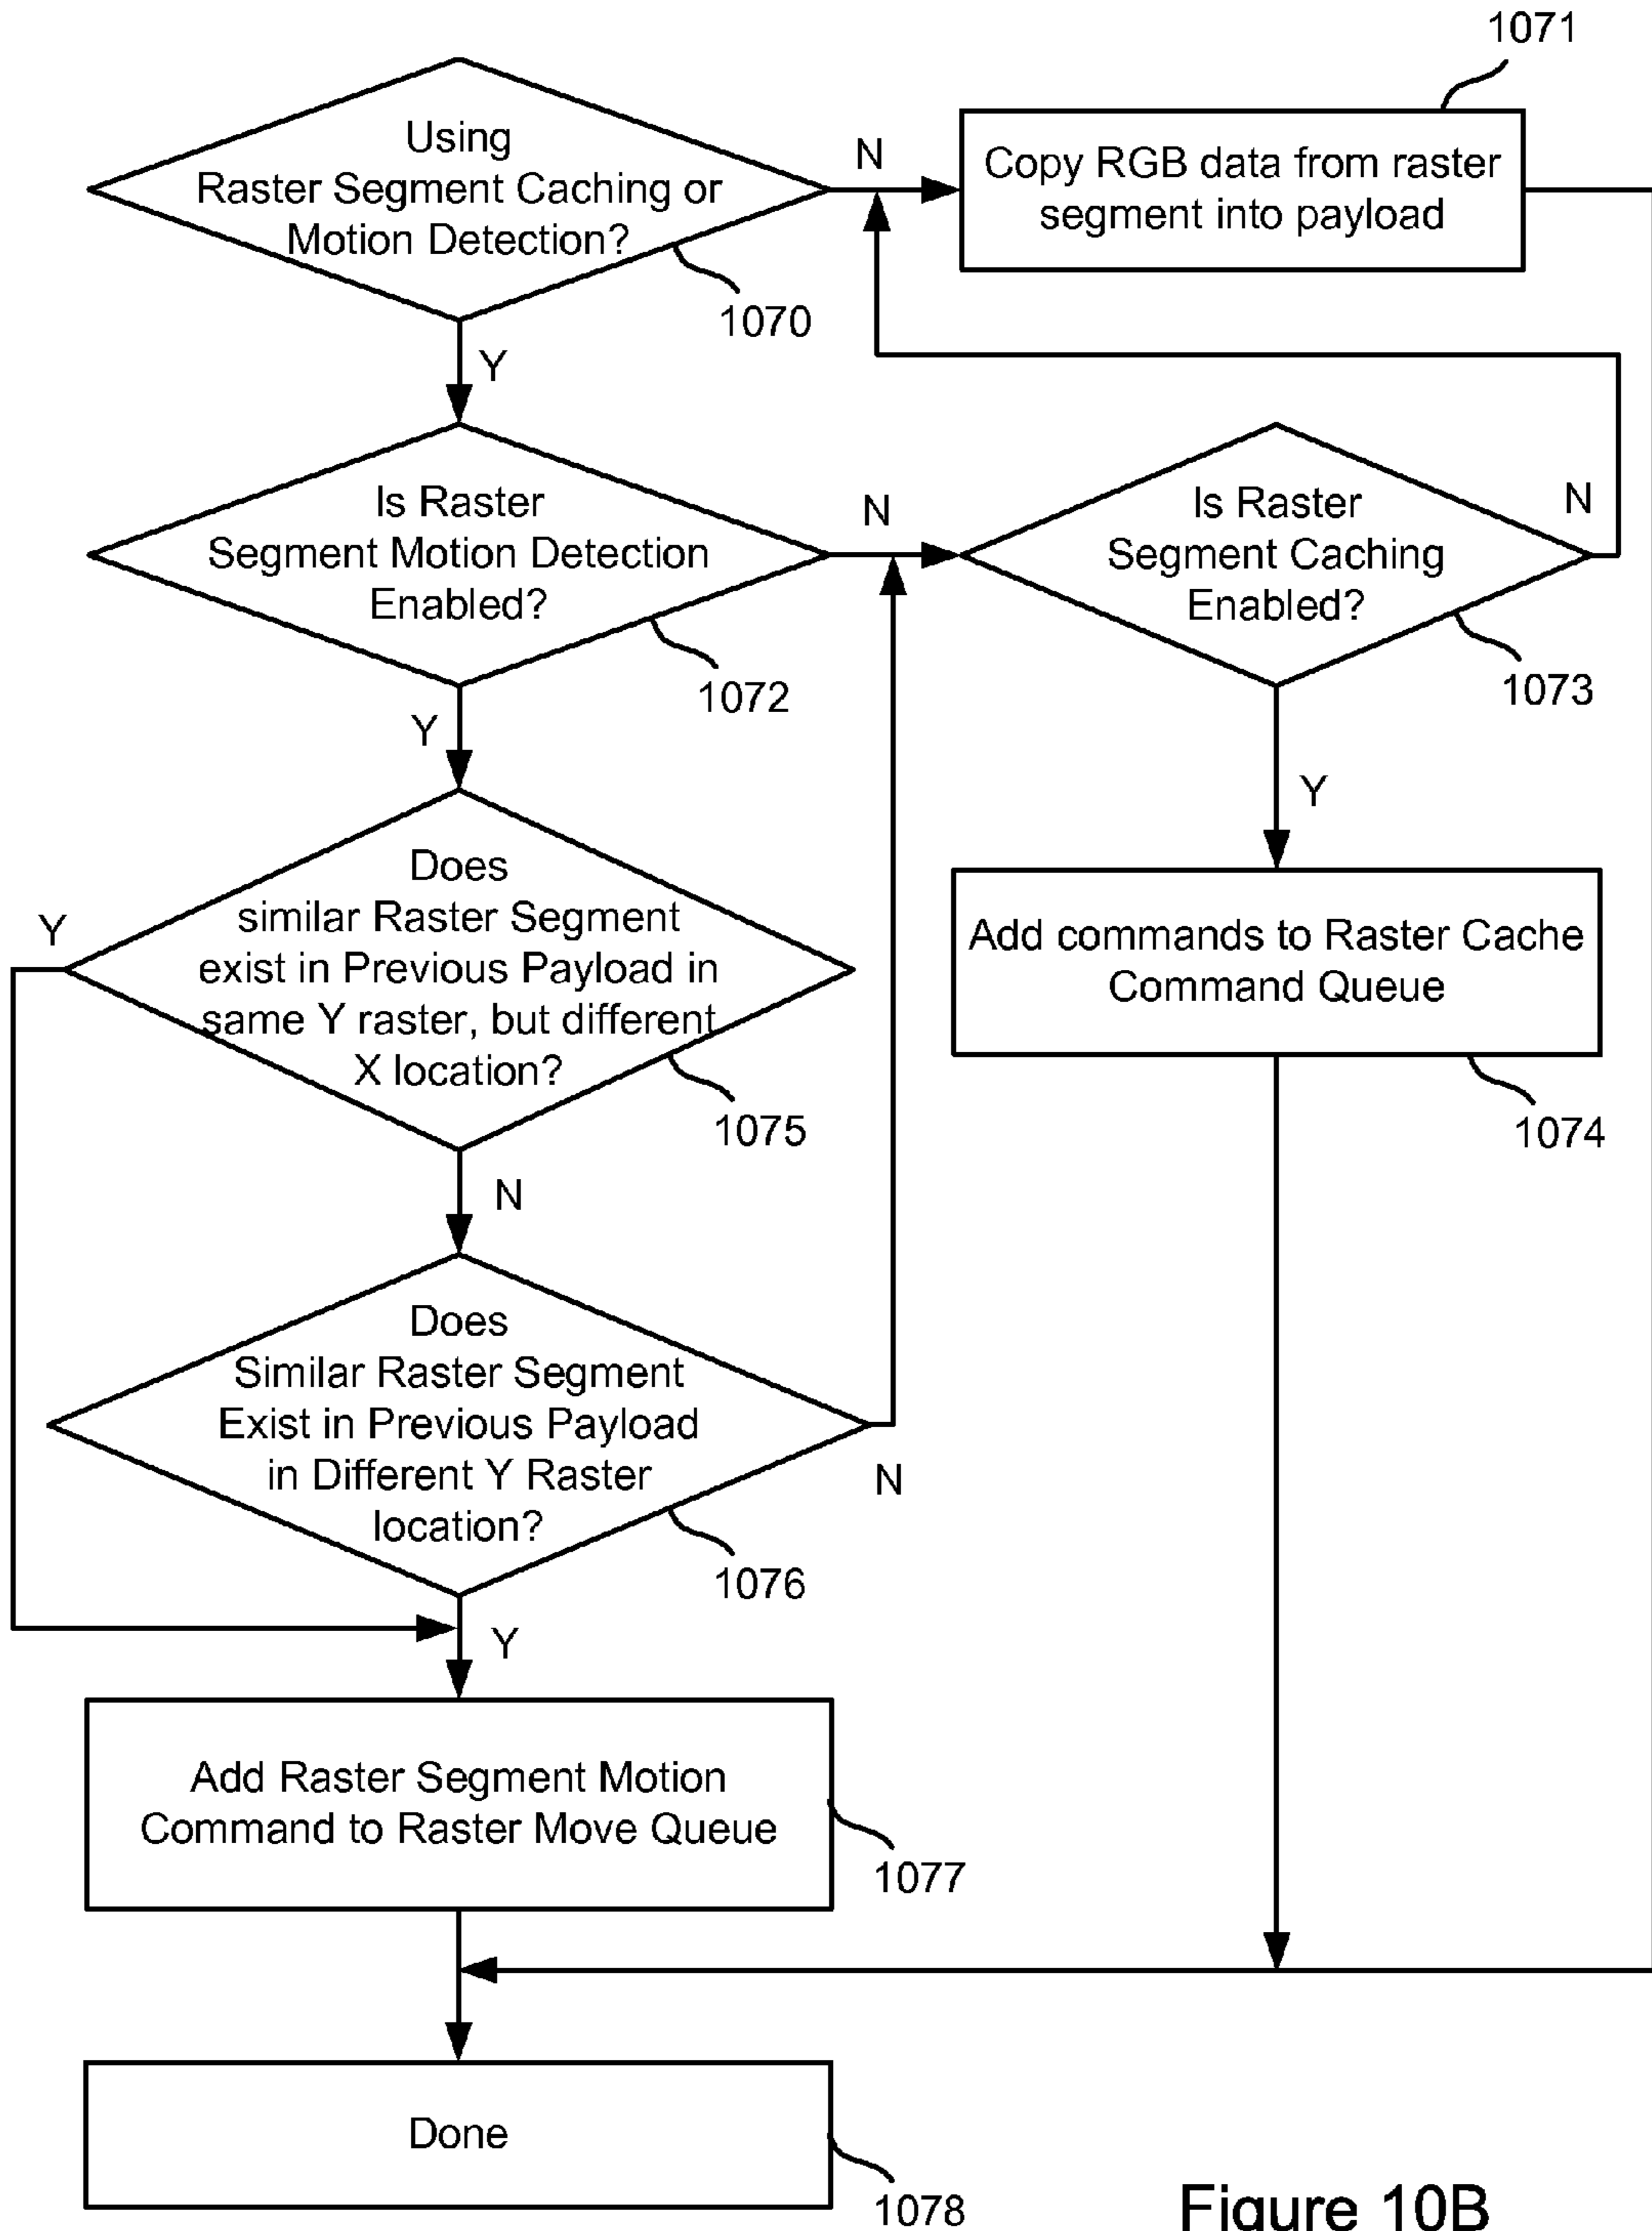 1071
Using
Raster Segment Caching or
Motion Detection?
N
Copy RGB data from raster
segment into payload
1070
Y
Is Raster
Segment Motion Detection
Enabled?
N
Is Raster
Segment Caching
Enabled?
N
1072
1073
Y
Y
Does
similar Raster Segment
exist in Previous Payload in
same Y raster, but different
X location?
Y
Add commands to Raster Cache
Command Queue
1075
1074
N
Does
Similar Raster Segment
Exist in Previous Payload
in Different Y Raster
location?
N
1076
Y
Add Raster Segment Motion
Command to Raster Move Queue
1077
Done
1078
Figure 10B